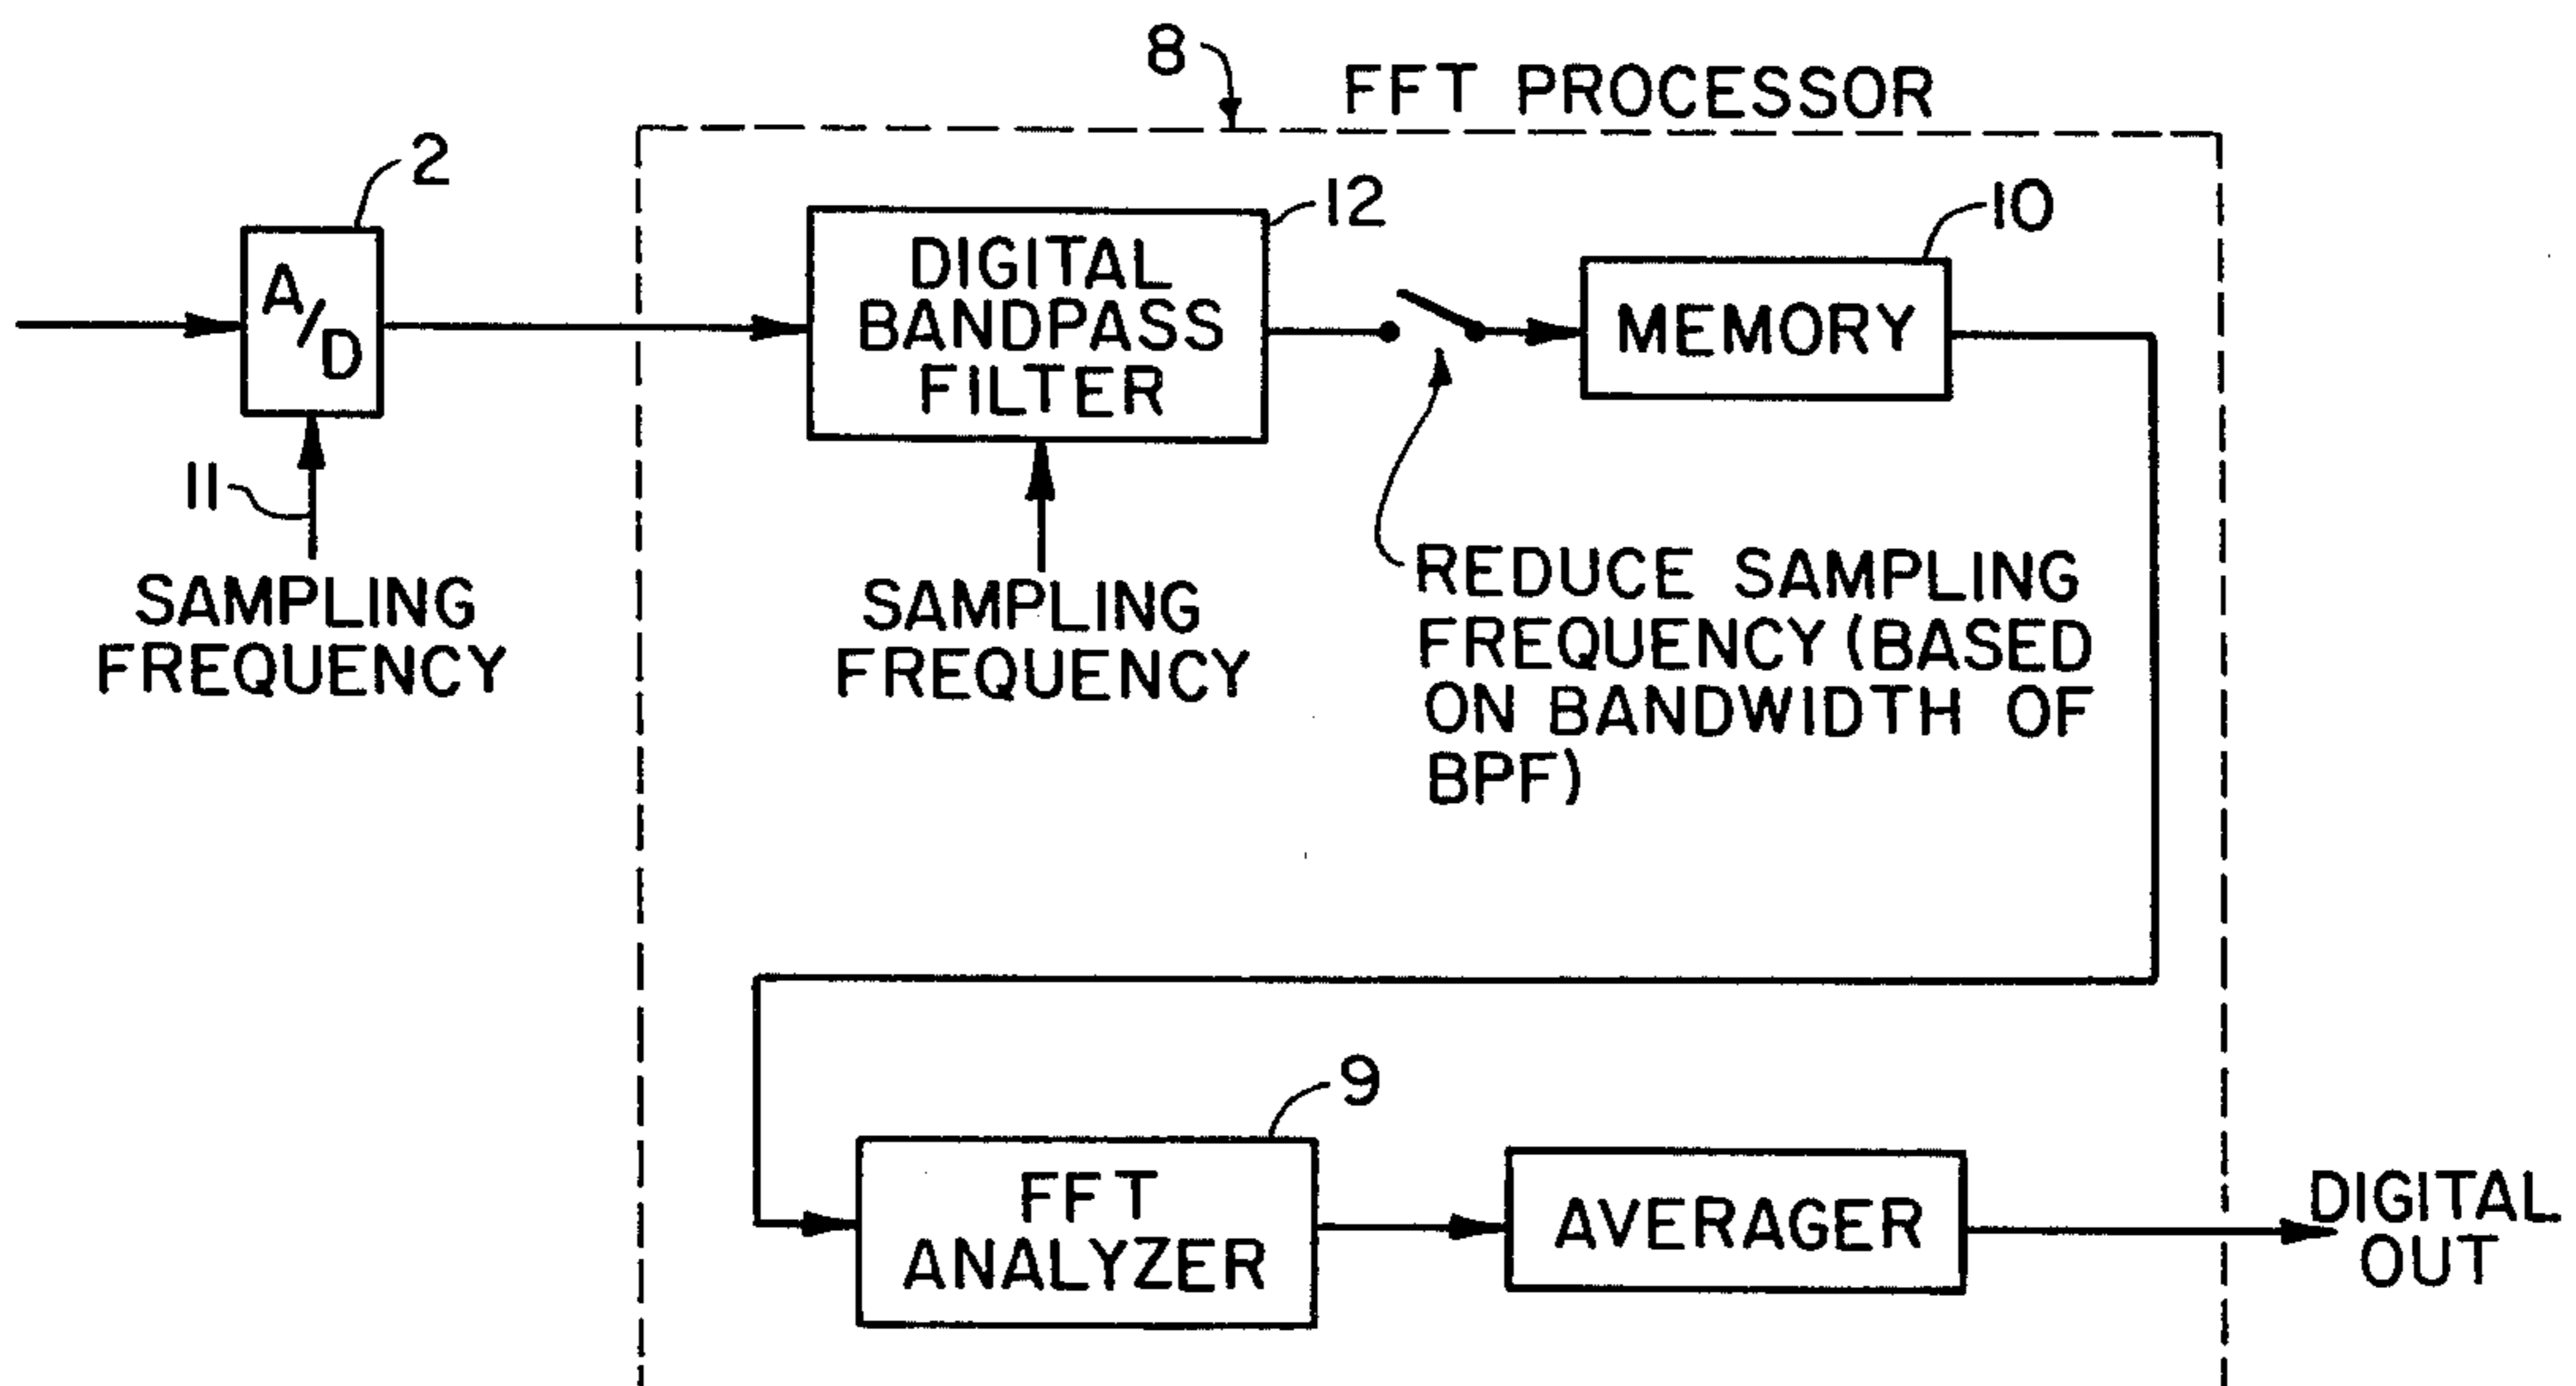 8
FFT PROCESSOR
2
12
10
A/D
DIGITAL
BANDPASS
FILTER
MEMORY
11
SAMPLING
FREQUENCY
SAMPLING
FREQUENCY
REDUCE SAMPLING
FREQUENCY (BASED
ON BANDWIDTH OF
BPF)
9
FFT
ANALYZER
AVERAGER
DIGITAL
OUT